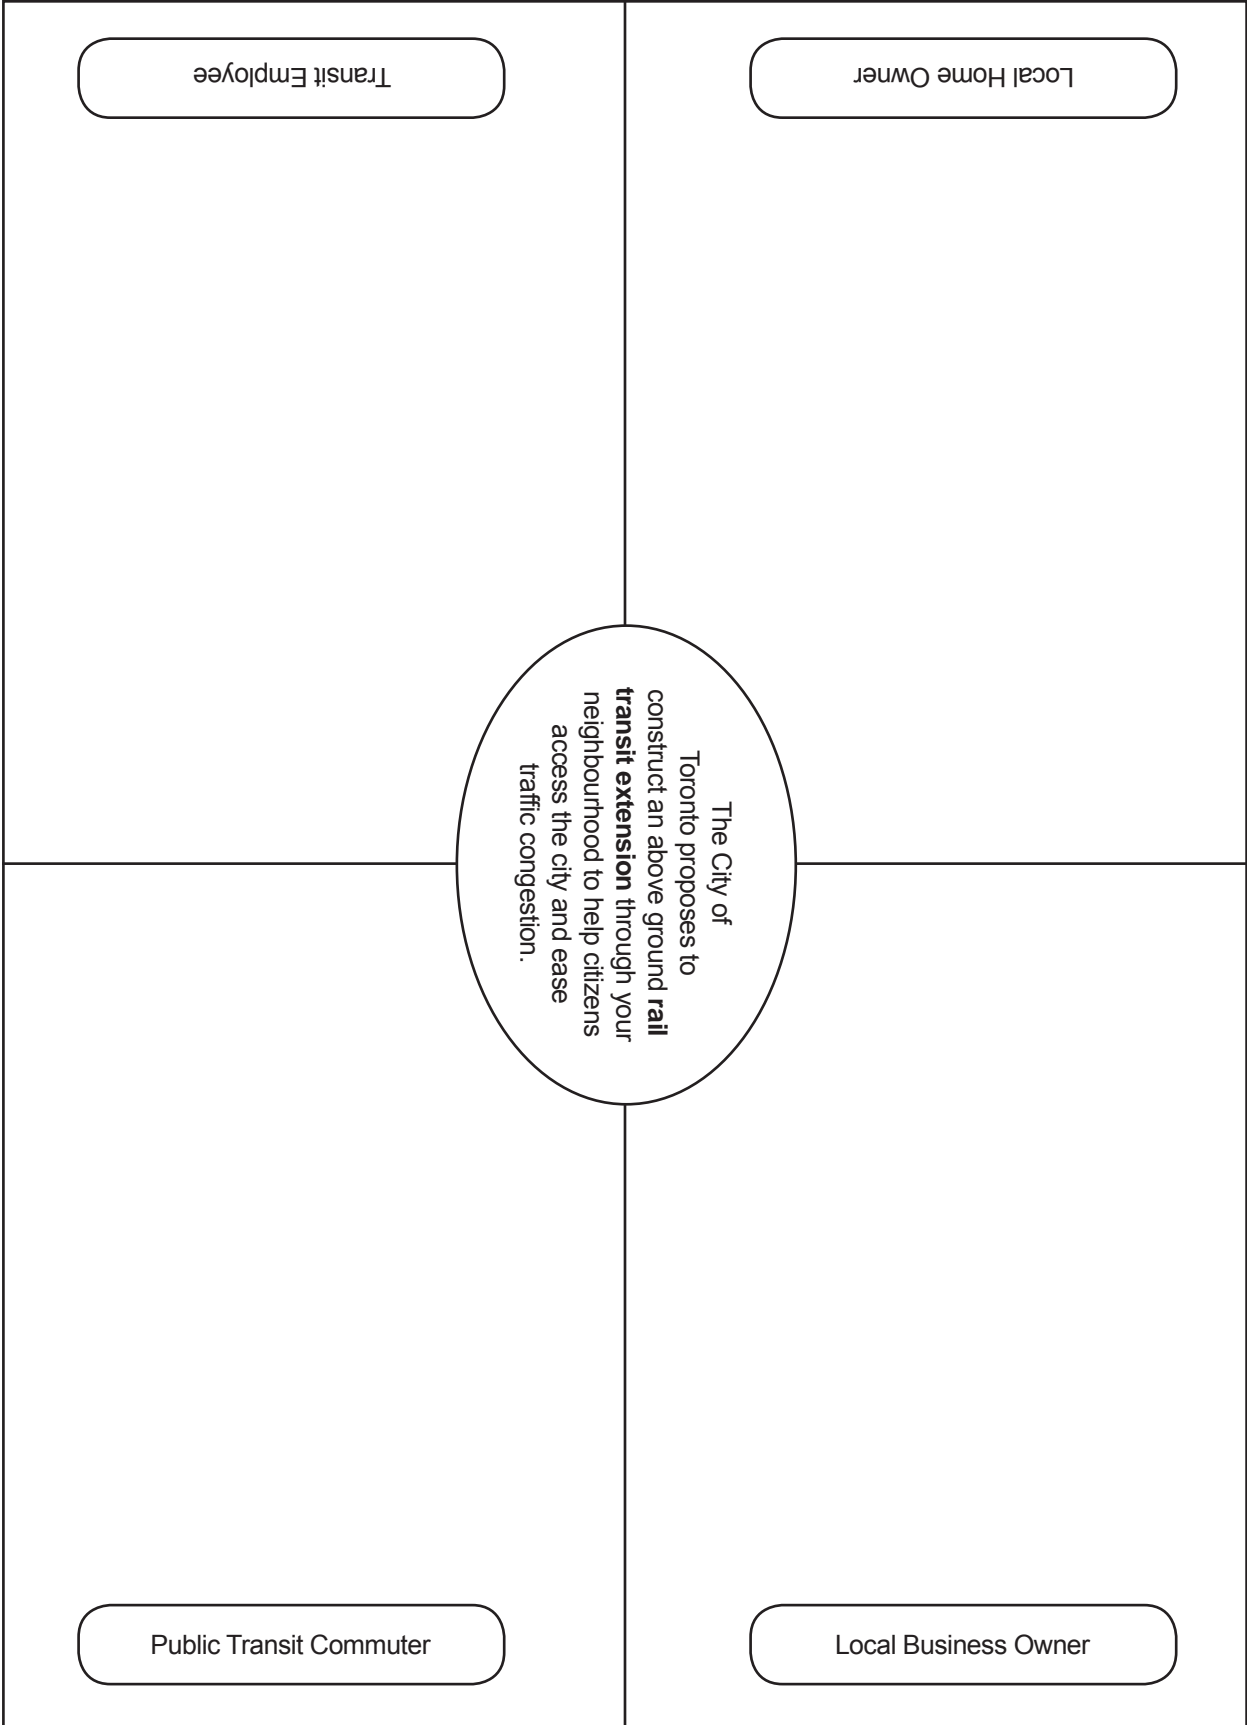 Transit Employee
Local Home Owner
The City of
Toronto proposes to
construct an above ground rail
transit extension through your
neighbourhood to help citizens
access the city and ease
traffic congestion.
Public Transit Commuter
Local Business Owner